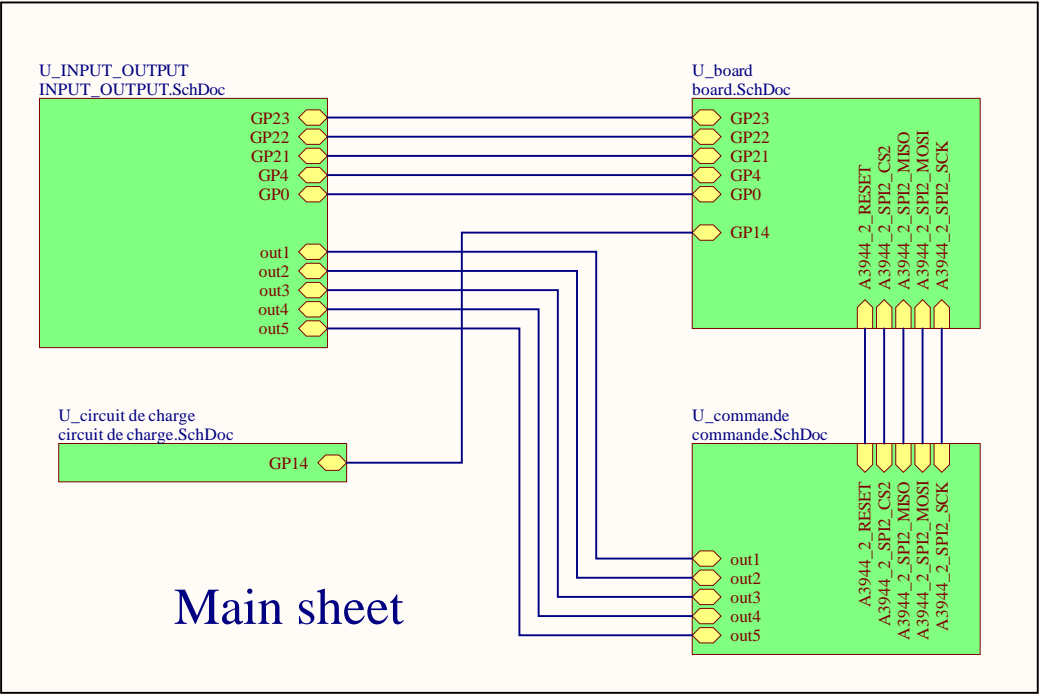 U_INPUT_OUTPUT
INPUT_OUTPUT.SchDoc
GP23
GP22
GP21
GP4
GP0
out1
out2
out3
out4
out5
U_board
board.SchDoc
GP23
GP22
GP21
GP4
GP0
GP14
A3944_2_RESET
A3944_2_SPI2_CS2
A3944_2_SPI2_MISO
A3944_2_SPI2_MOSI
A3944_2_SPI2_SCK
U_circuit de charge
circuit de charge.SchDoc
GP14
U_commande
commande.SchDoc
A3944_2_RESET
A3944_2_SPI2_CS2
A3944_2_SPI2_MISO
A3944_2_SPI2_MOSI
A3944_2_SPI2_SCK
out1
out2
out3
out4
out5
Main sheet